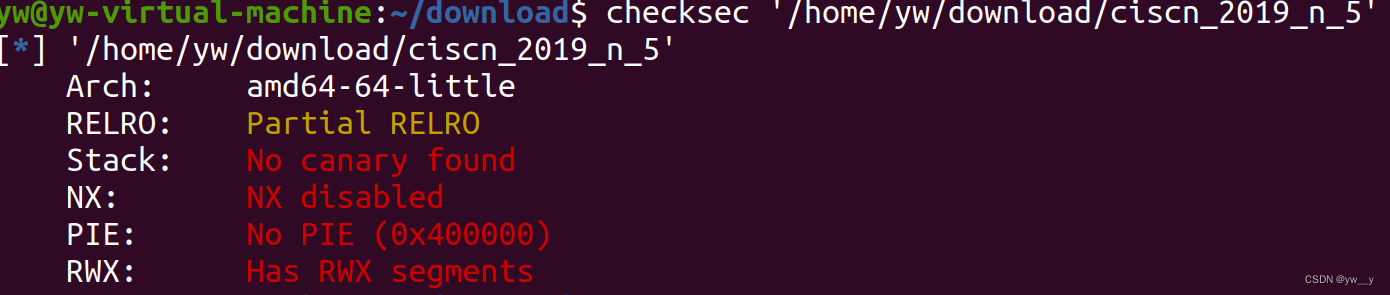 yw@yw-virtual-machine:~/download$ checksec '/home/yw/download/ciscn_2019_n_5'
[*] '/home/yw/download/ciscn_2019_n_5'
Arch: amd64-64-little
RELRO: Partial RELRO
Stack: No canary found
NX: NX disabled
PIE: No PIE (0x400000)
RWX: Has RWX segments
CSDN @yw__y